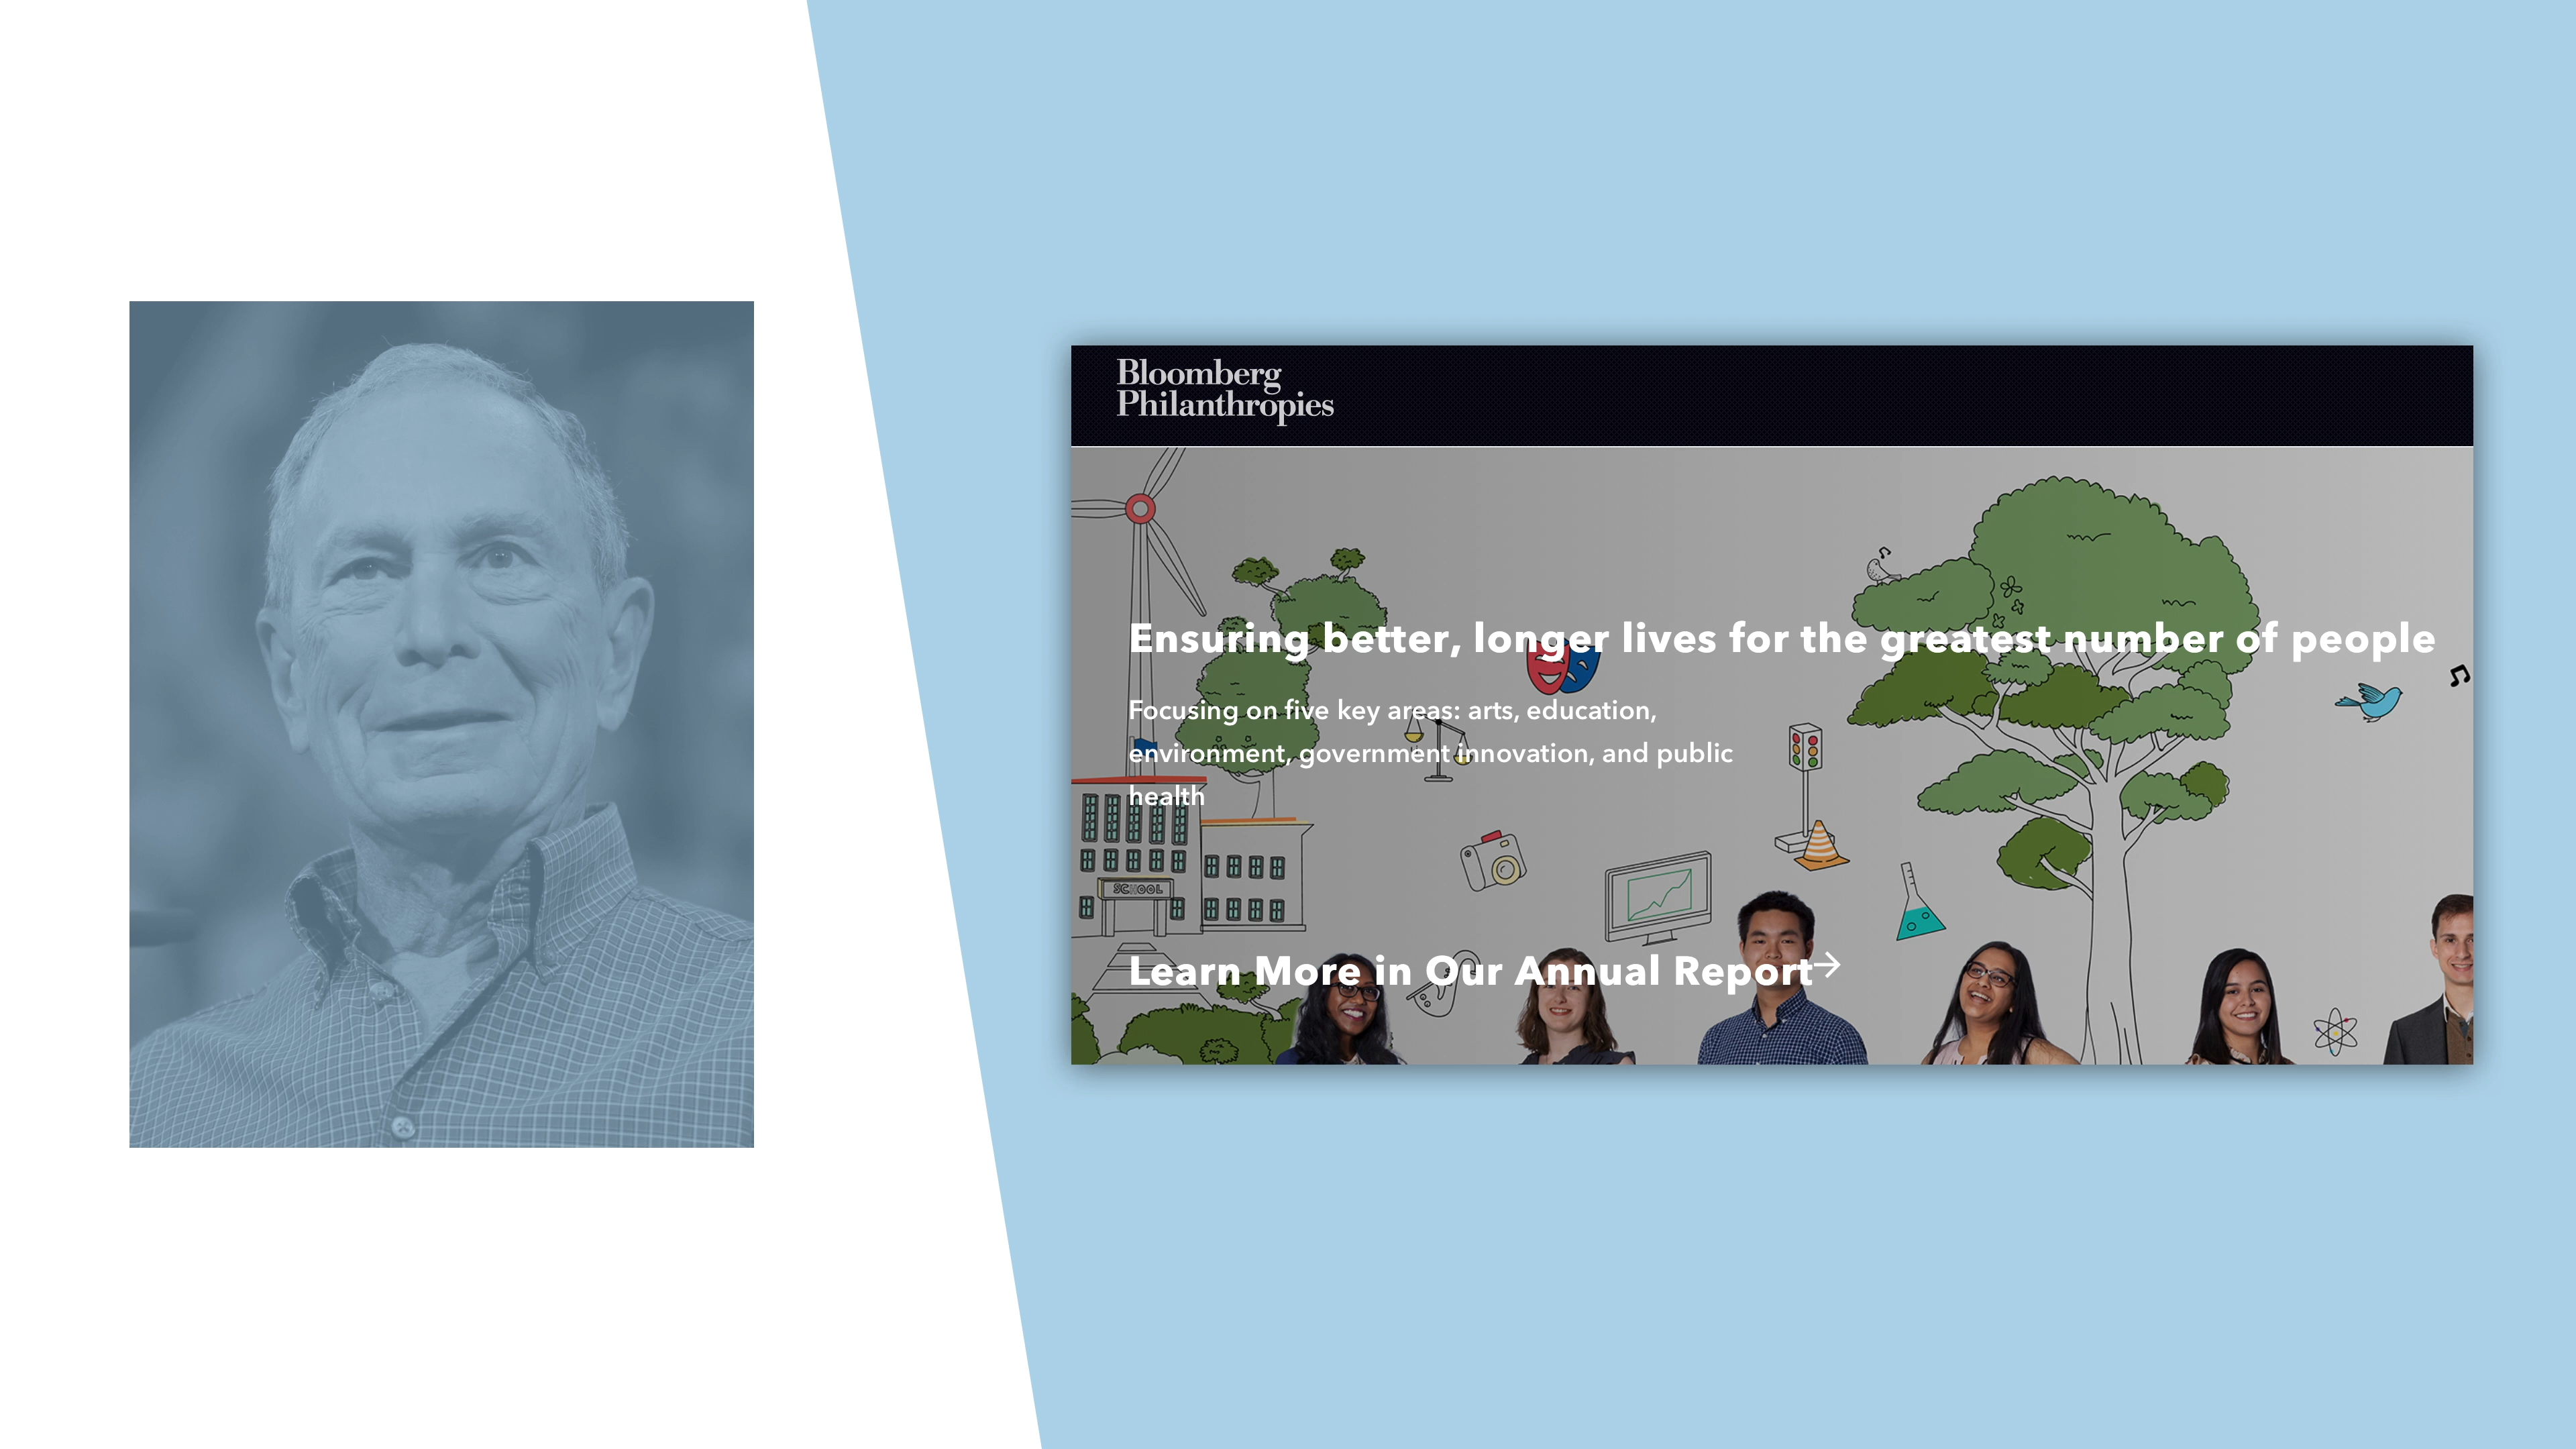 Bloomberg
Philanthropies
Ensuring better, longer lives for the greatest number of people
Focusing on five key areas: arts, education,
environment, government innovation, and public
health
SCHOOL
Learn More in Our Annual Report→